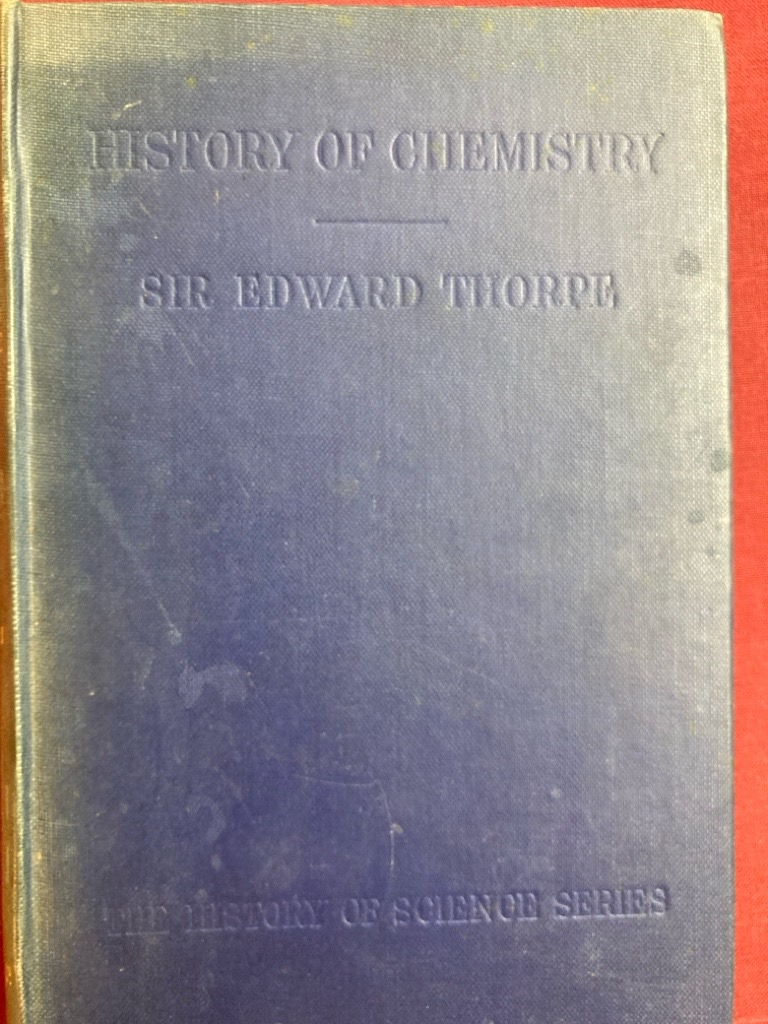 HISTORY OF CHEMISTRY
SIR EDWARD THORPE
THE HISTORY OF SCIENCE SERIES